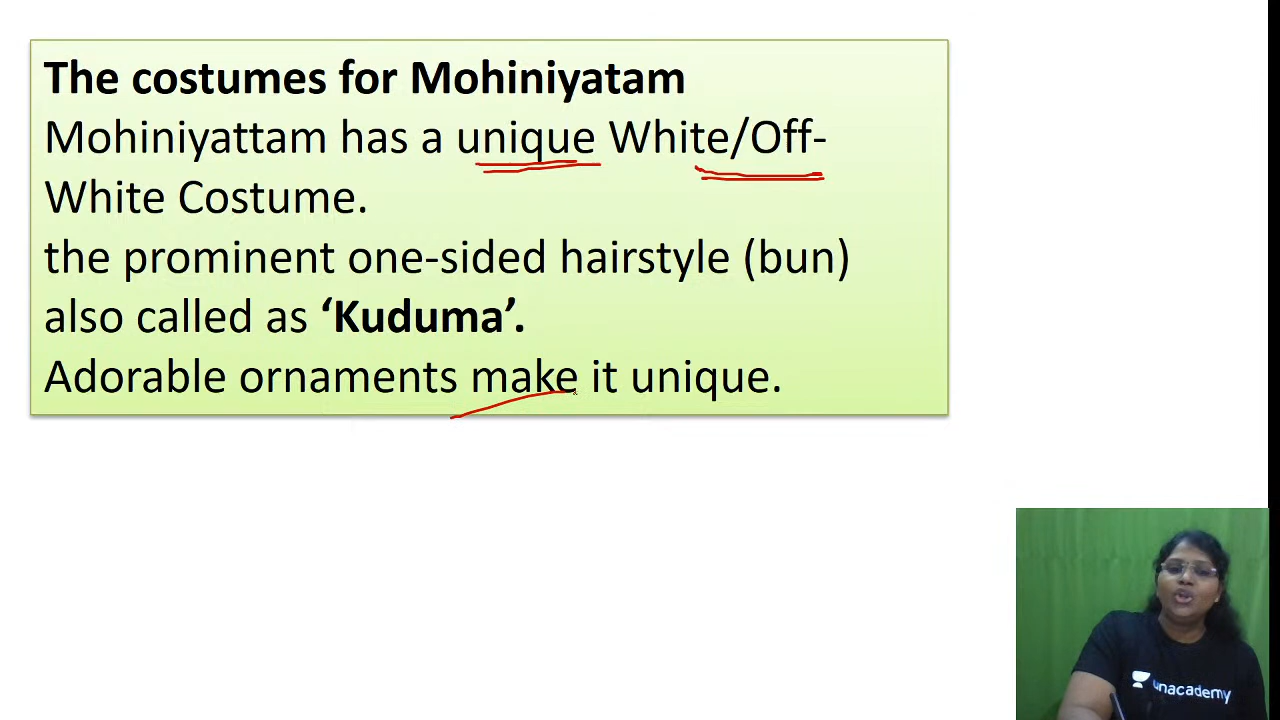 The costumes for Mohiniyatam
Mohiniyattam has a unique White/Off-
White Costume.
the prominent one-sided hairstyle (bun)
also called as ‘Kuduma’.
Adorable ornaments make it unique.
unacademy